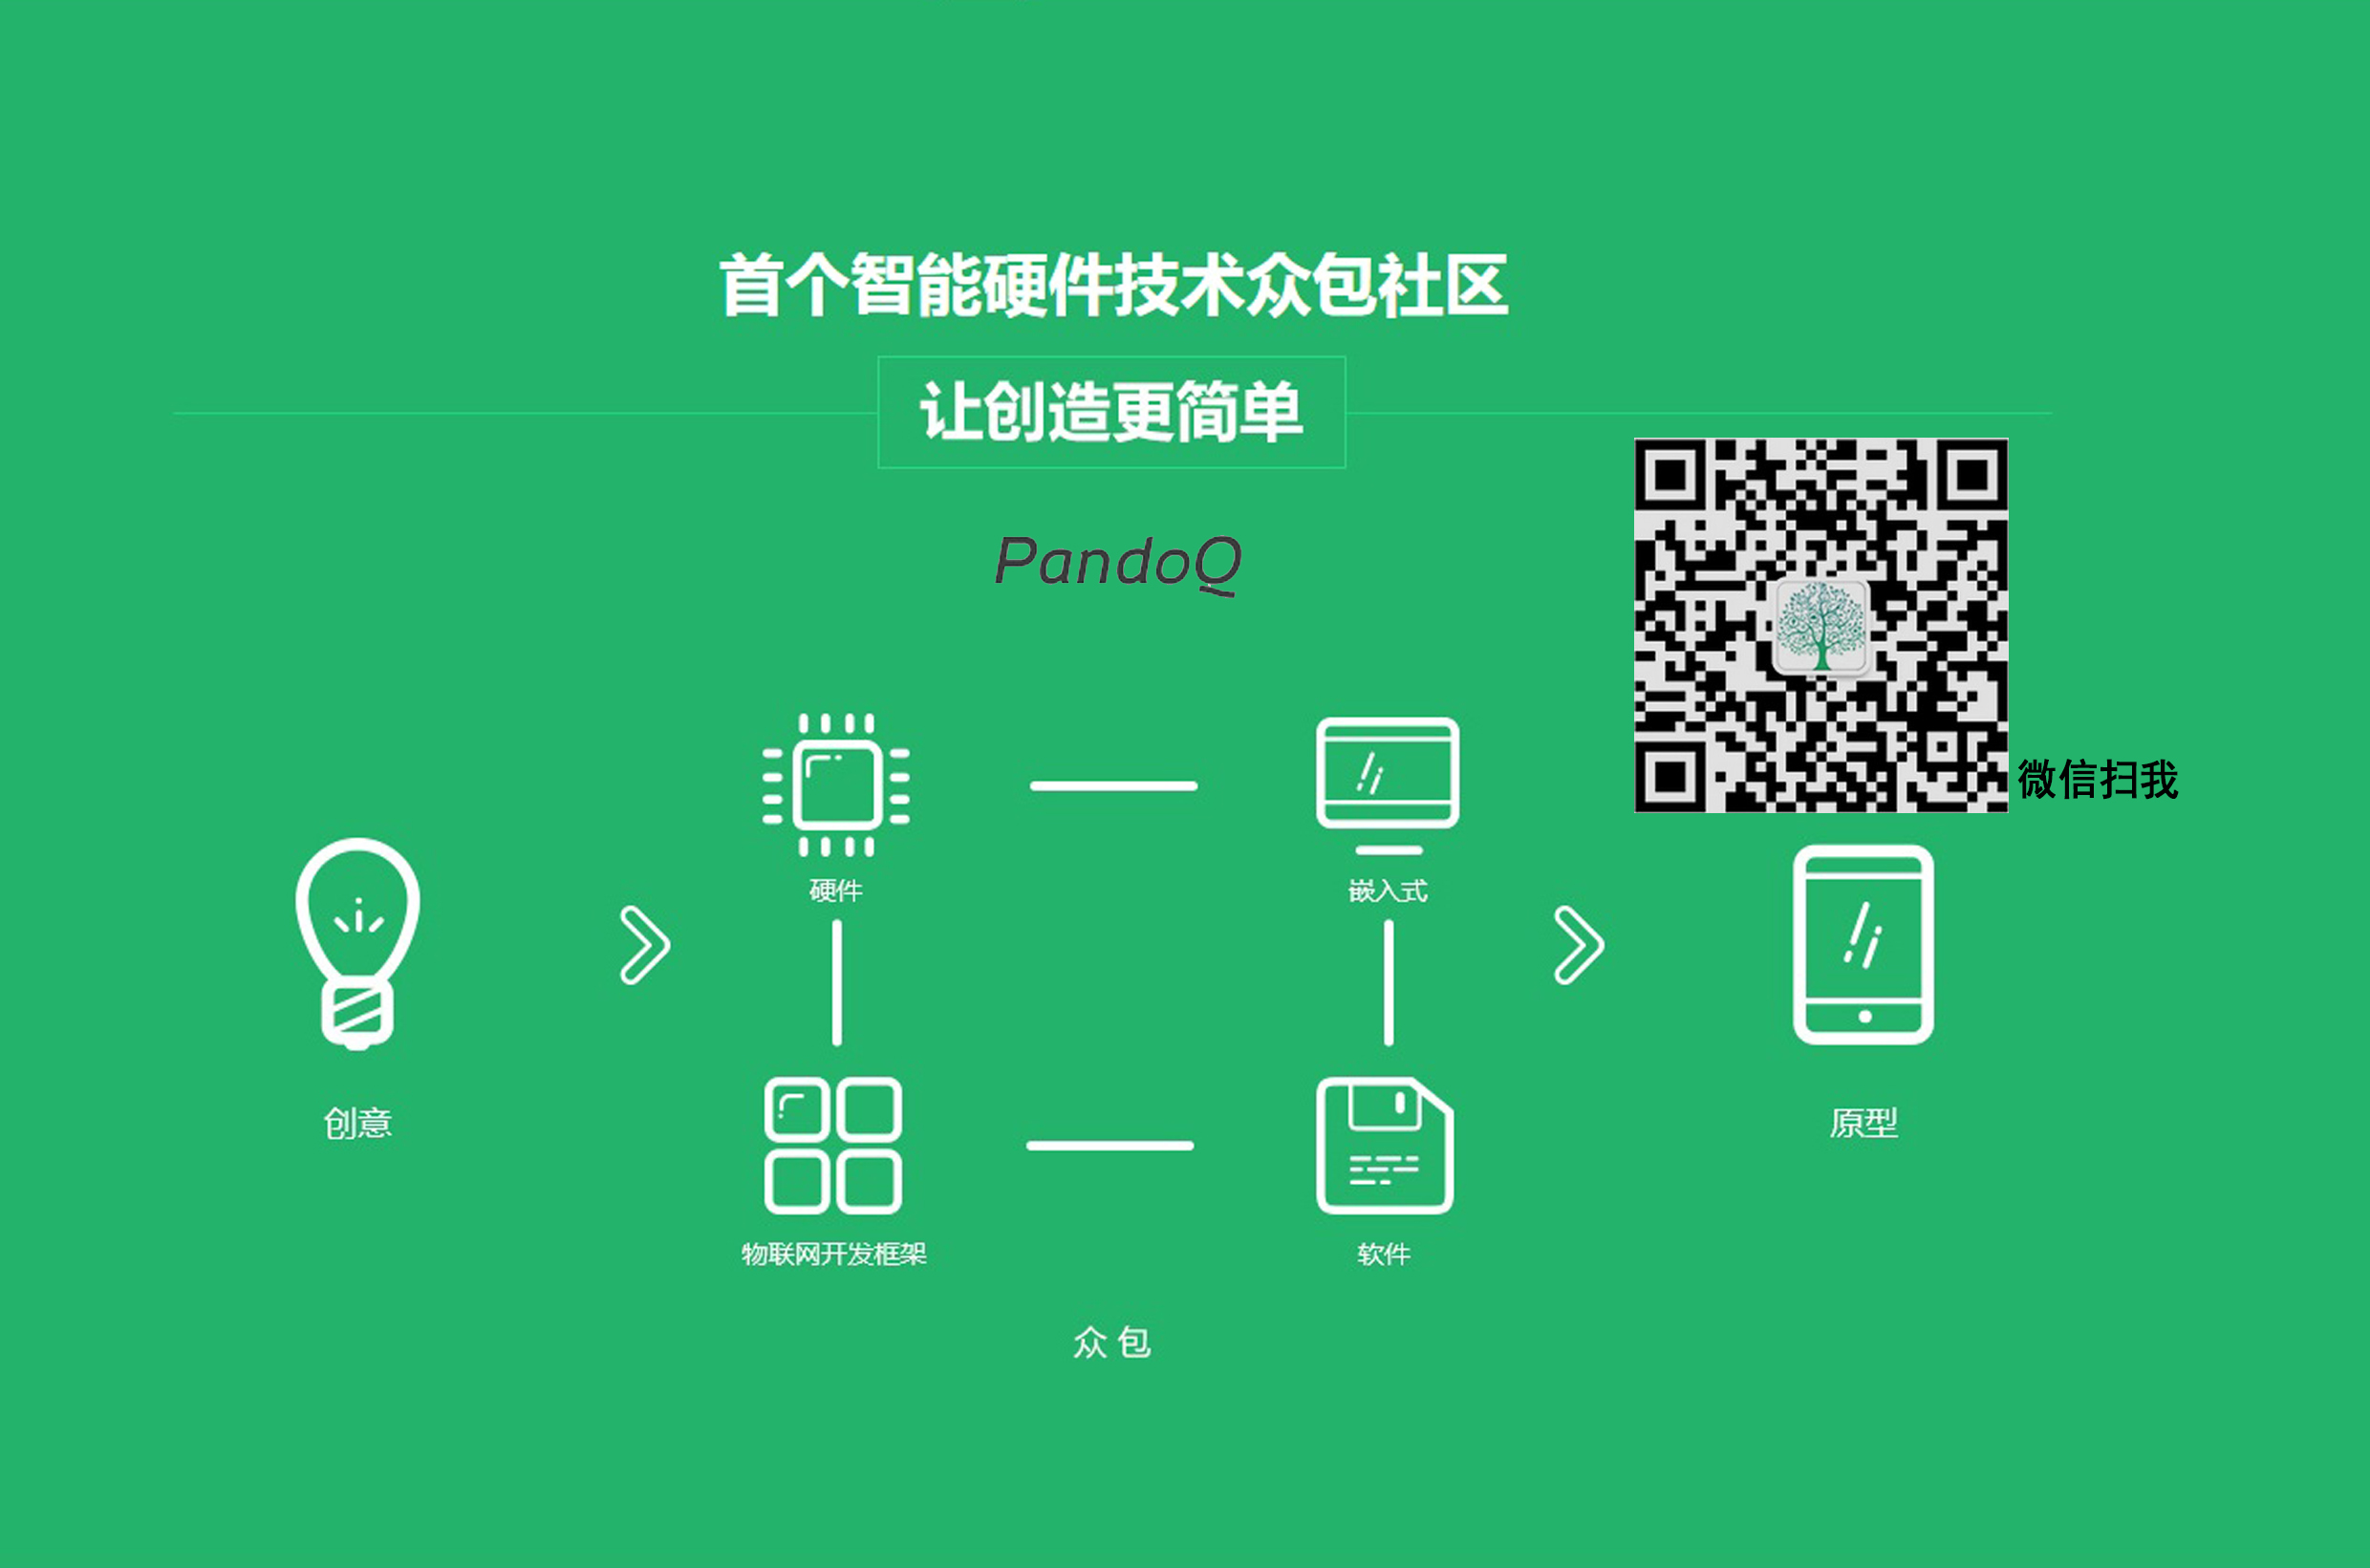 首个智能硬件技术众包社区
让创造更简单
PandoQ
微信扫我
硬件
嵌入式
创意
原型
物联网开发框架
软件
众包